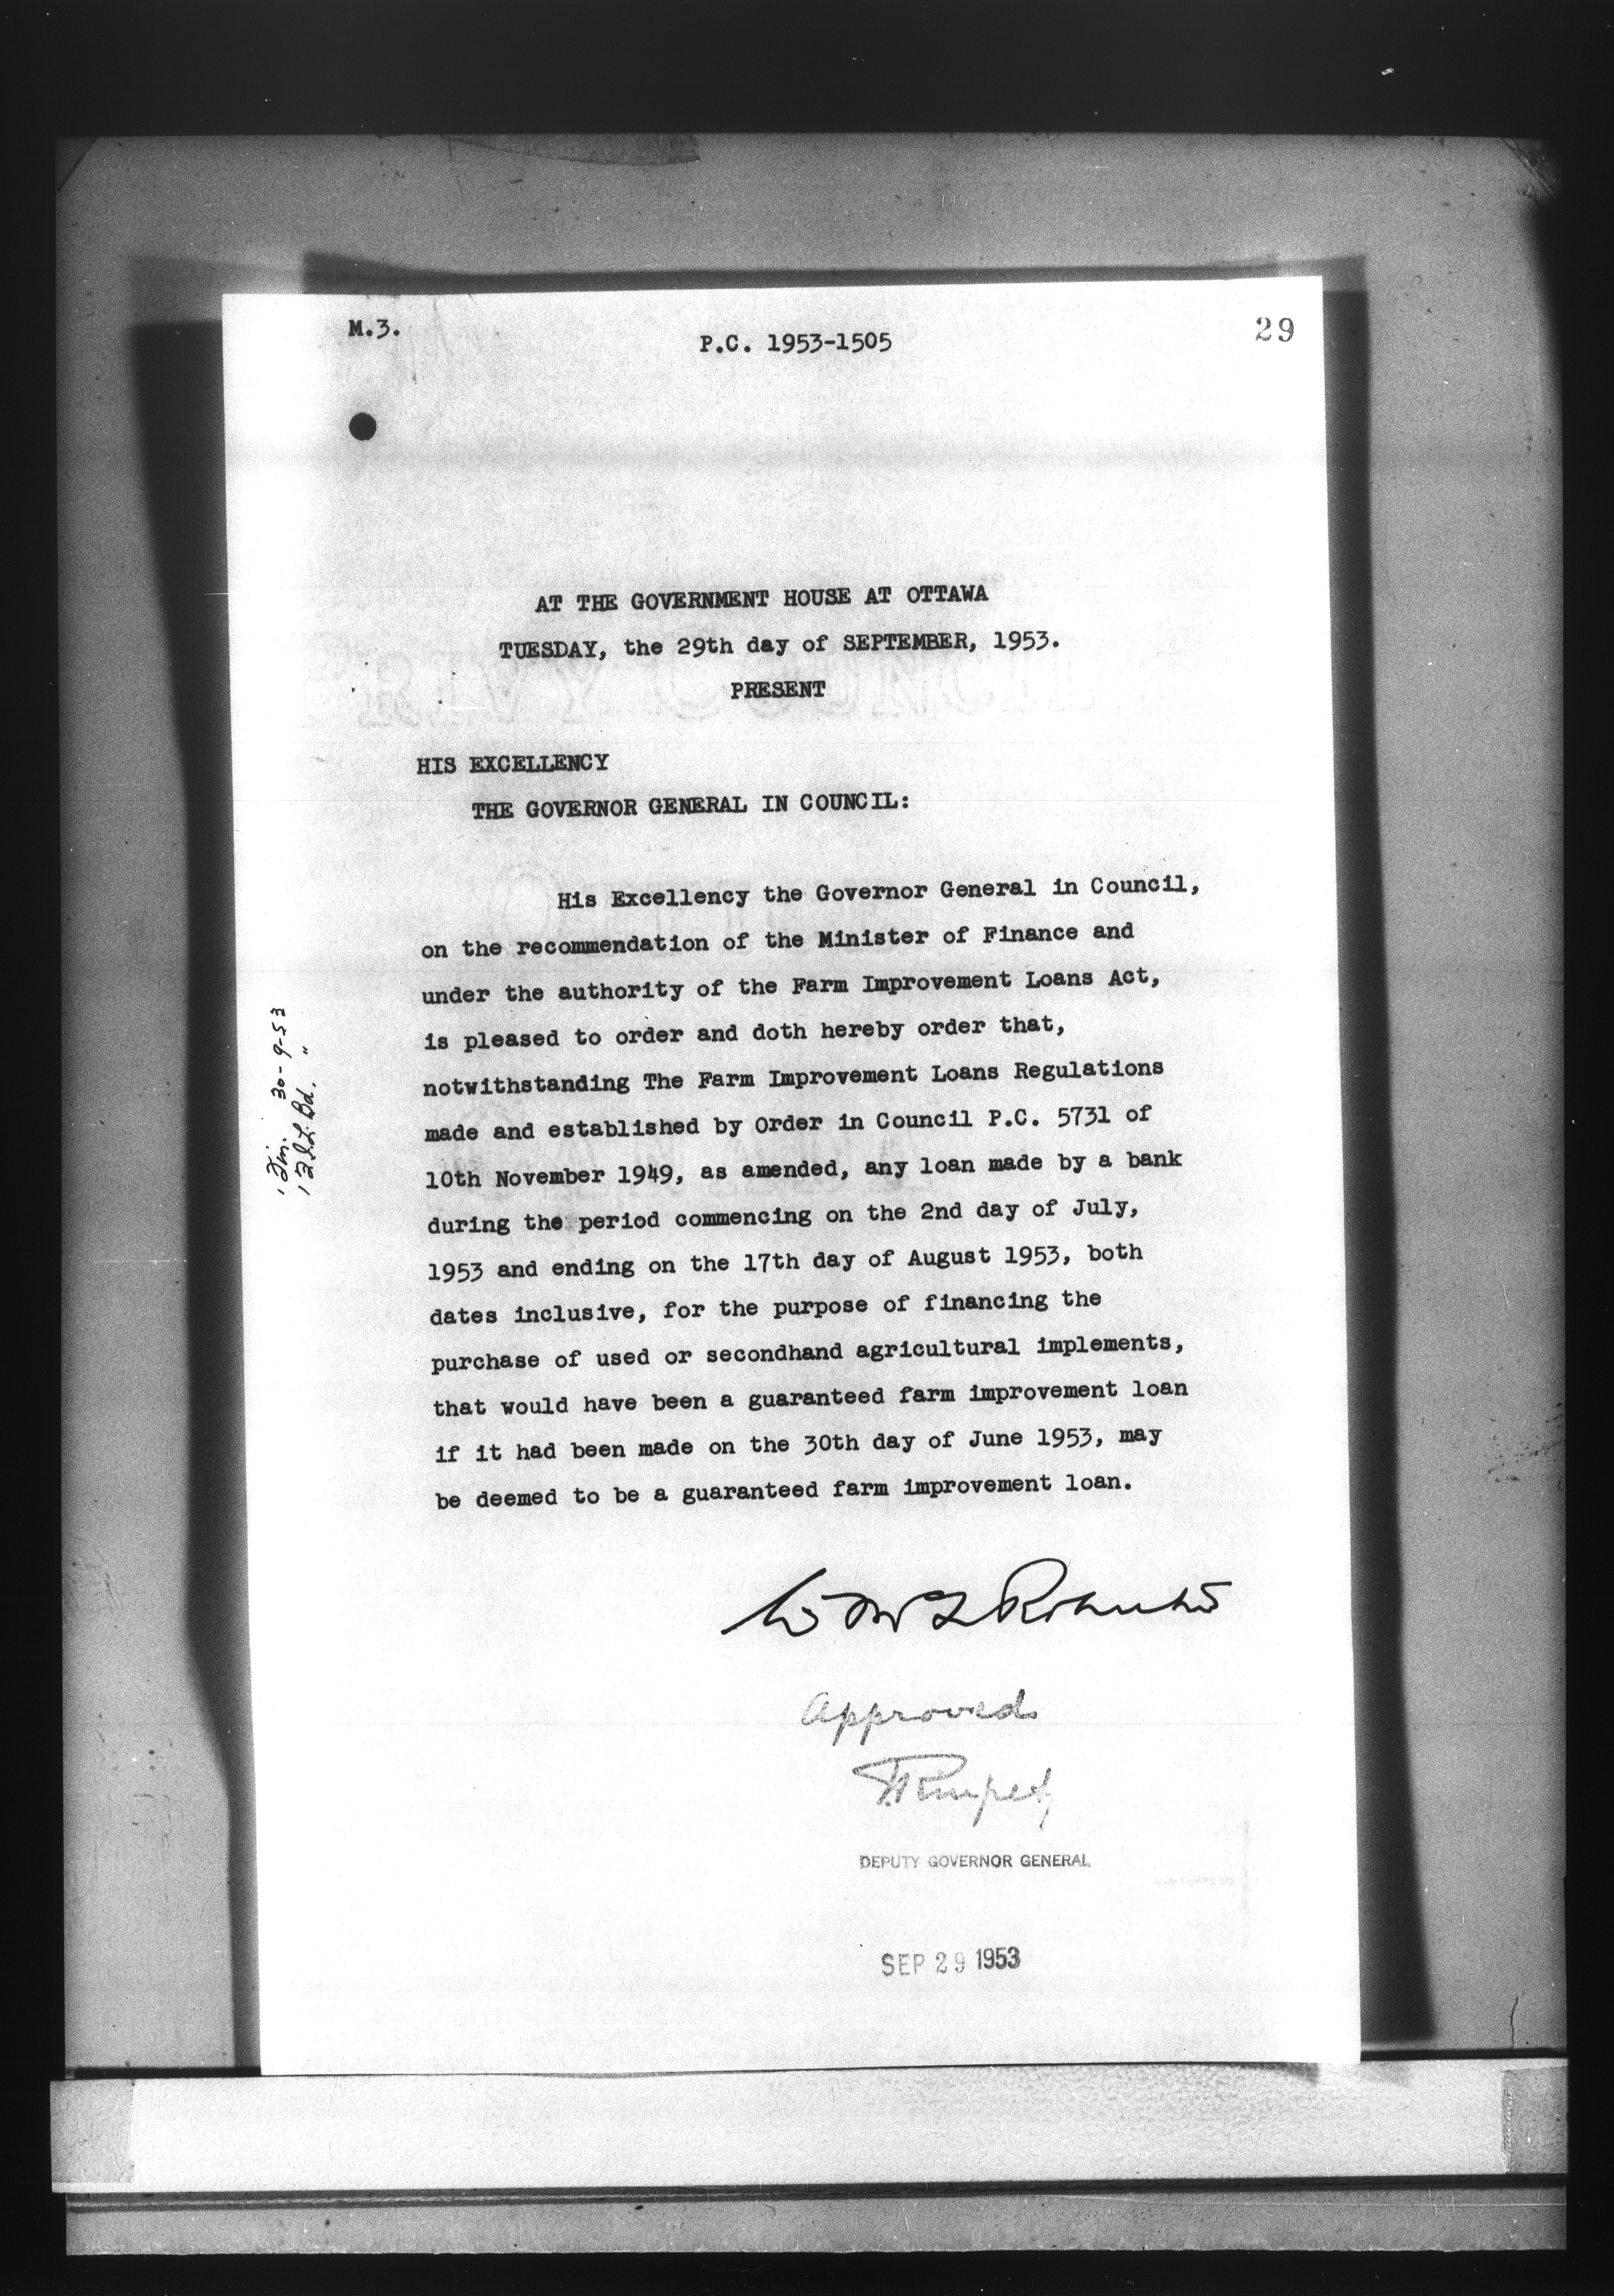 M.3.
P.C. 1953-1505
29
AT THE GOVERNMENT HOUSE AT OTTAWA
TUESDAY, the 29th day of SEPTEMBER, 1953.
PRESENT
HIS EXCELLENCY
THE GOVERNOR GENERAL IN COUNCIL:
His Excellency the Governor General in Council,
on the recommendation of the Minister of Finance and
under the authority of the Farm Improvement Loans Act,
is pleased to order and doth hereby order that,
notwithstanding The Farm Improvement Loans Regulations
made and established by Order in Council P.C. 5731 of
10th November 1949, as amended, any loan made by a bank
during the period commencing on the 2nd day of July,
1953 and ending on the 17th day of August 1953, both
dates inclusive, for the purpose of financing the
purchase of used or secondhand agricultural implements,
that would have been a guaranteed farm improvement loan
if it had been made on the 30th day of June 1953, may
be deemed to be a guaranteed farm improvement loan.
1 Fin. 30-9-53
1 F.I.L. Bd. "
Approved
DEPUTY GOVERNOR GENERAL
SEP 29 1953